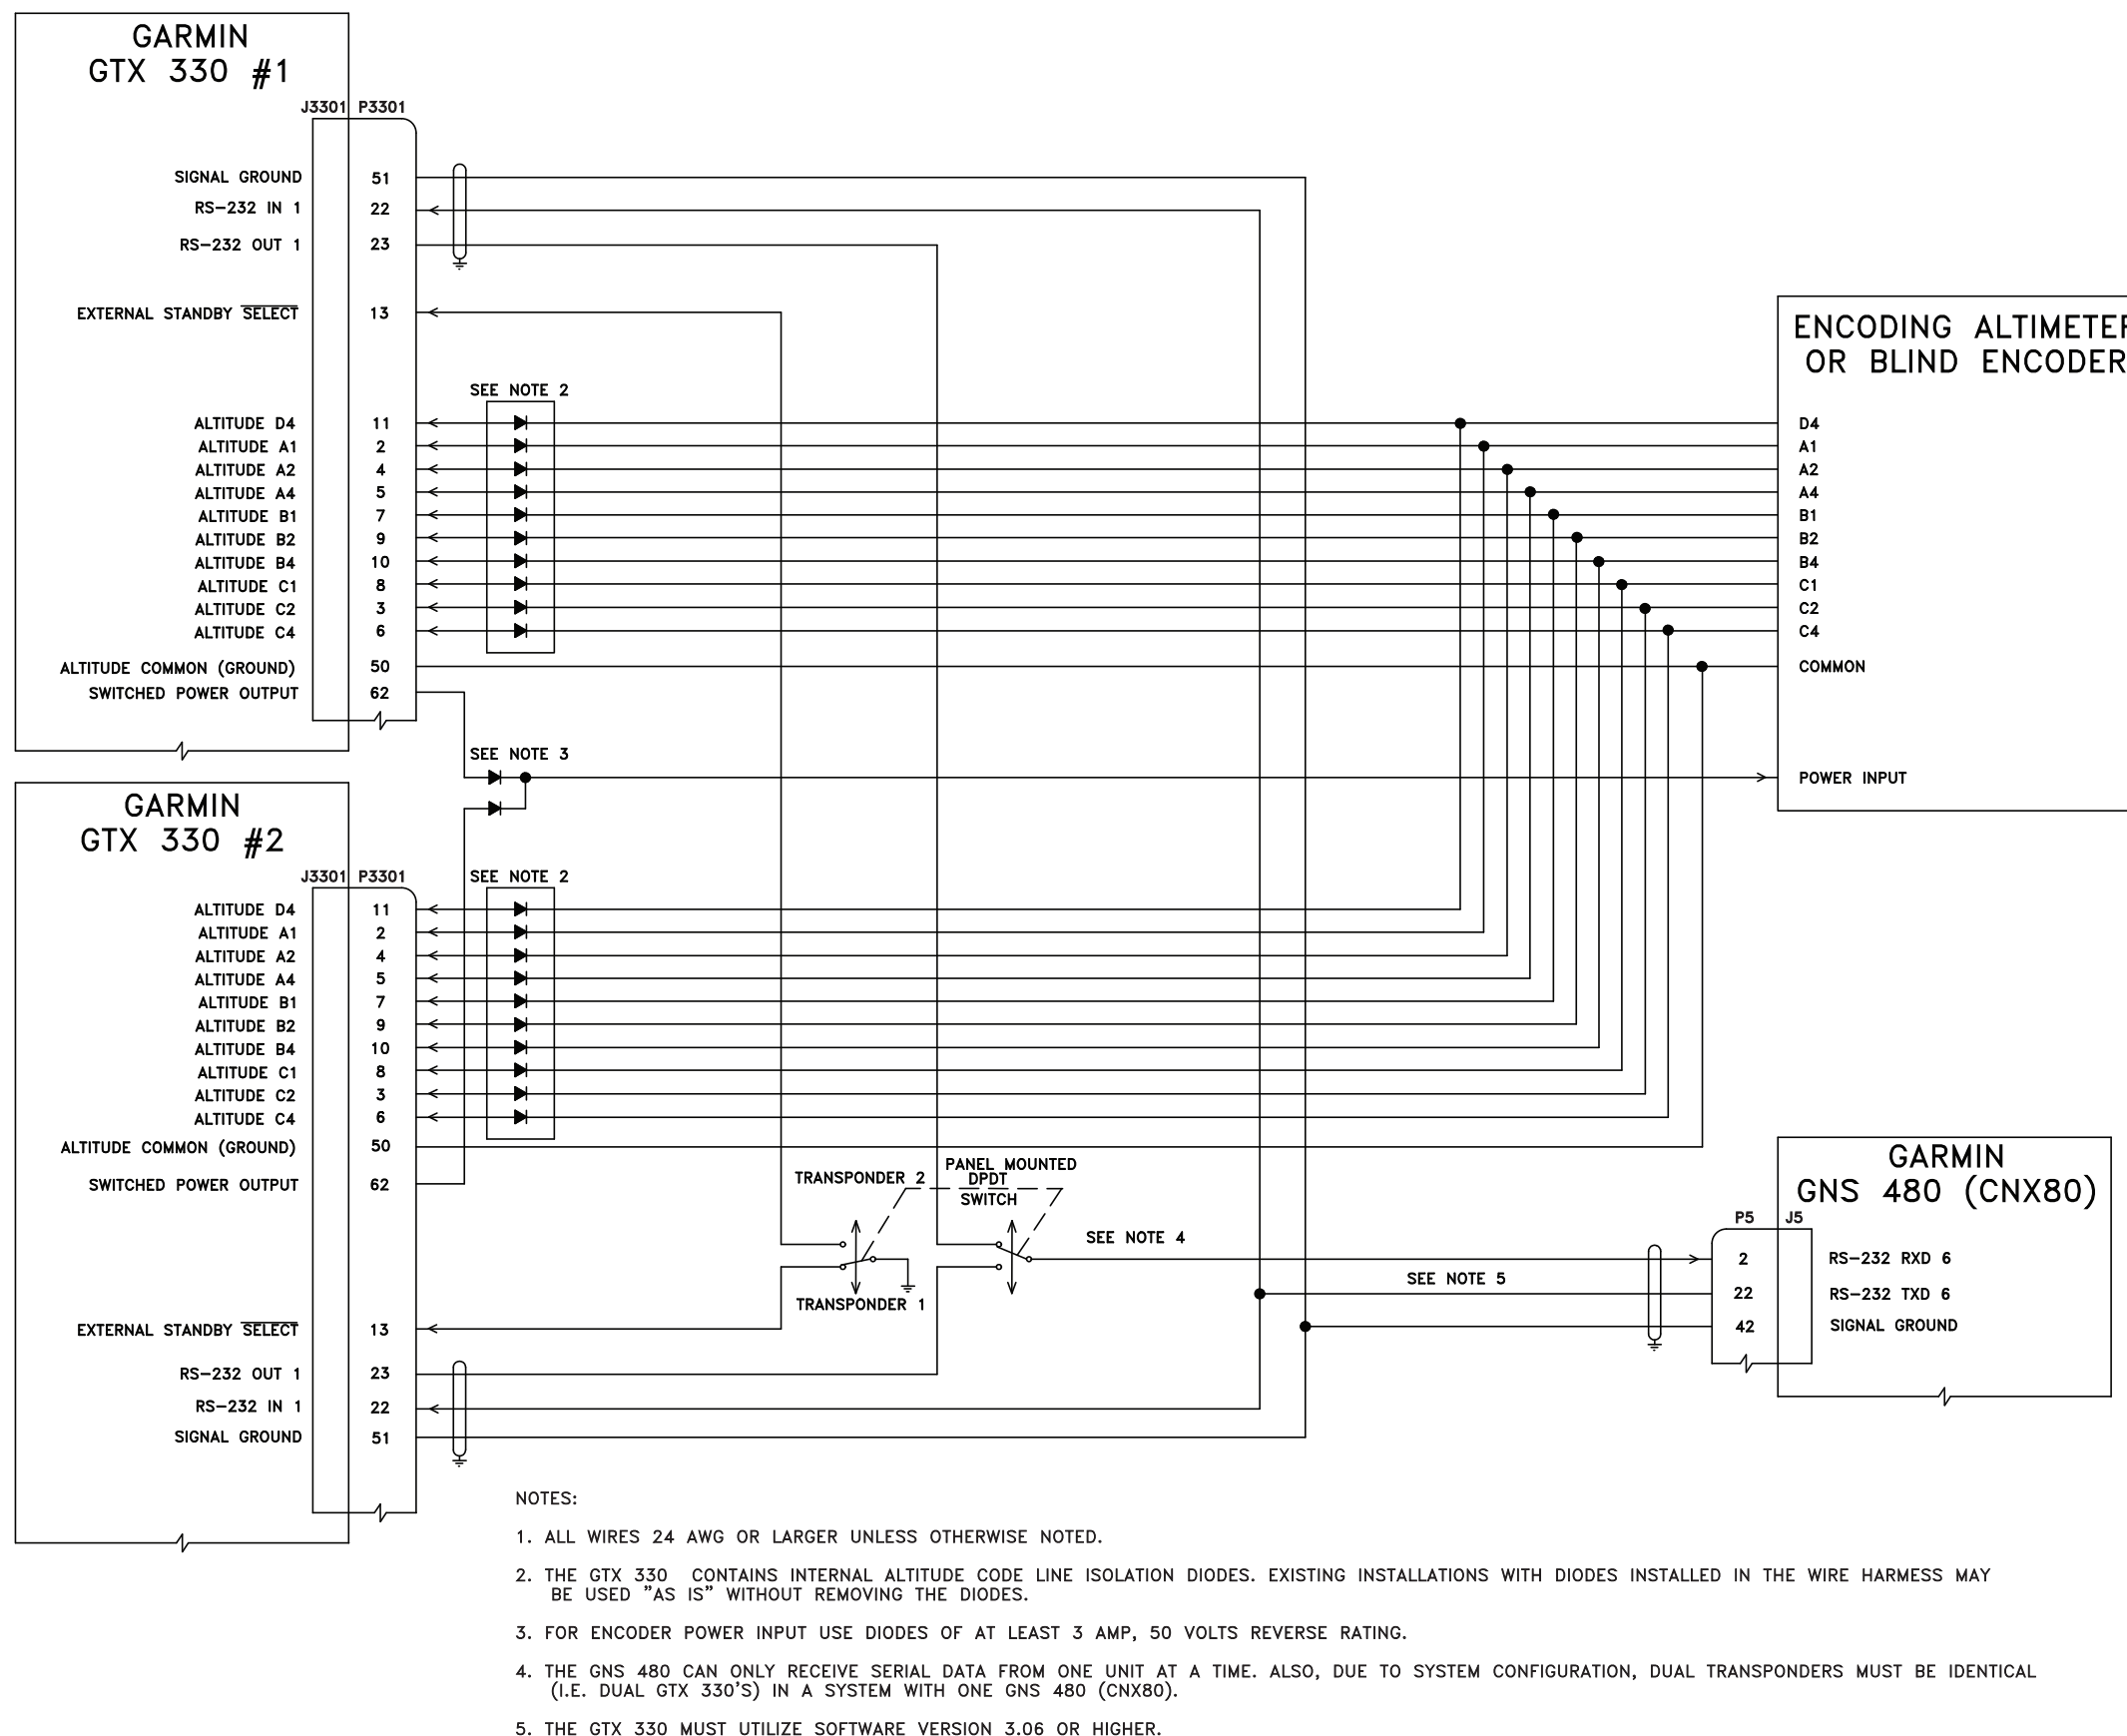 GARMIN
GTX 330 #1
J3301 P3301
SIGNAL GROUND 51
RS-232 IN 1 22
RS-232 OUT 1 23
EXTERNAL STANDBY SELECT 13
SEE NOTE 2
ALTITUDE D4 11
ALTITUDE A1 2
ALTITUDE A2 4
ALTITUDE A4 5
ALTITUDE B1 7
ALTITUDE B2 9
ALTITUDE B4 10
ALTITUDE C1 8
ALTITUDE C2 3
ALTITUDE C4 6
ALTITUDE COMMON (GROUND) 50
SWITCHED POWER OUTPUT 62
SEE NOTE 3
ENCODING ALTIMETER
OR BLIND ENCODER
D4
A1
A2
A4
B1
B2
B4
C1
C2
C4
COMMON
POWER INPUT
GARMIN
GTX 330 #2
J3301 P3301
SEE NOTE 2
ALTITUDE D4 11
ALTITUDE A1 2
ALTITUDE A2 4
ALTITUDE A4 5
ALTITUDE B1 7
ALTITUDE B2 9
ALTITUDE B4 10
ALTITUDE C1 8
ALTITUDE C2 3
ALTITUDE C4 6
ALTITUDE COMMON (GROUND) 50
SWITCHED POWER OUTPUT 62
EXTERNAL STANDBY SELECT 13
RS-232 OUT 1 23
RS-232 IN 1 22
SIGNAL GROUND 51
TRANSPONDER 2
TRANSPONDER 1
PANEL MOUNTED
DPDT
SWITCH
SEE NOTE 4
SEE NOTE 5
GARMIN
GNS 480 (CNX80)
P5 J5
2 RS-232 RXD 6
22 RS-232 TXD 6
42 SIGNAL GROUND
NOTES:
1. ALL WIRES 24 AWG OR LARGER UNLESS OTHERWISE NOTED.
2. THE GTX 330 CONTAINS INTERNAL ALTITUDE CODE LINE ISOLATION DIODES. EXISTING INSTALLATIONS WITH DIODES INSTALLED IN THE WIRE HARMESS MAY
BE USED "AS IS" WITHOUT REMOVING THE DIODES.
3. FOR ENCODER POWER INPUT USE DIODES OF AT LEAST 3 AMP, 50 VOLTS REVERSE RATING.
4. THE GNS 480 CAN ONLY RECEIVE SERIAL DATA FROM ONE UNIT AT A TIME. ALSO, DUE TO SYSTEM CONFIGURATION, DUAL TRANSPONDERS MUST BE IDENTICAL
(I.E. DUAL GTX 330'S) IN A SYSTEM WITH ONE GNS 480 (CNX80).
5. THE GTX 330 MUST UTILIZE SOFTWARE VERSION 3.06 OR HIGHER.